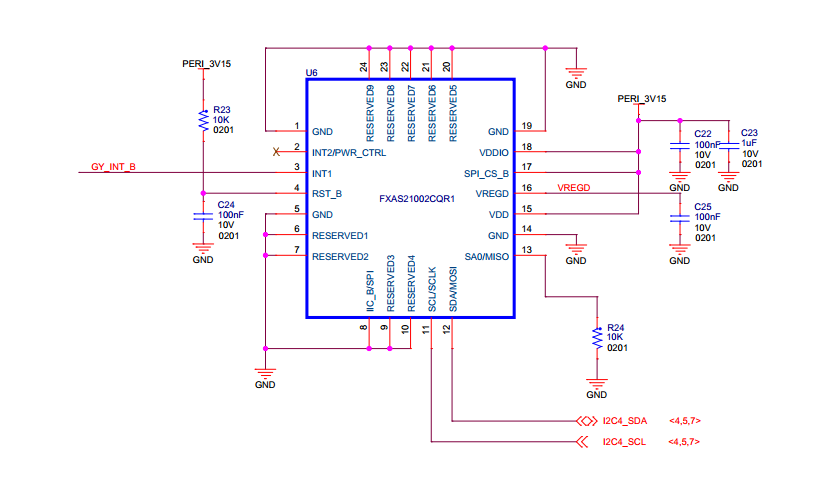 PERI_3V15
R23
10K
0201
GY_INT_B
C24
100nF
10V
0201
GND
U6
24
23
22
21
20
RESERVED9
RESERVED8
RESERVED7
RESERVED6
RESERVED5
1 GND
2 INT2/PWR_CTRL
X
3 INT1
4 RST_B
5 GND
6 RESERVED1
7 RESERVED2
FXAS21002CQR1
GND 19
VDDIO 18
SPI_CS_B 17
VREGD 16
VDD 15
GND 14
SA0/MISO 13
IIC_B/SPI
RESERVED3
RESERVED4
SCL/SCLK
SDA/MOSI
8
9
10
11
12
GND
GND
PERI_3V15
C22
100nF
10V
0201
C23
1uF
10V
0201
GND
GND
VREGD
C25
100nF
10V
0201
GND
GND
R24
10K
0201
GND
I2C4_SDA <4,5,7>
I2C4_SCL <4,5,7>